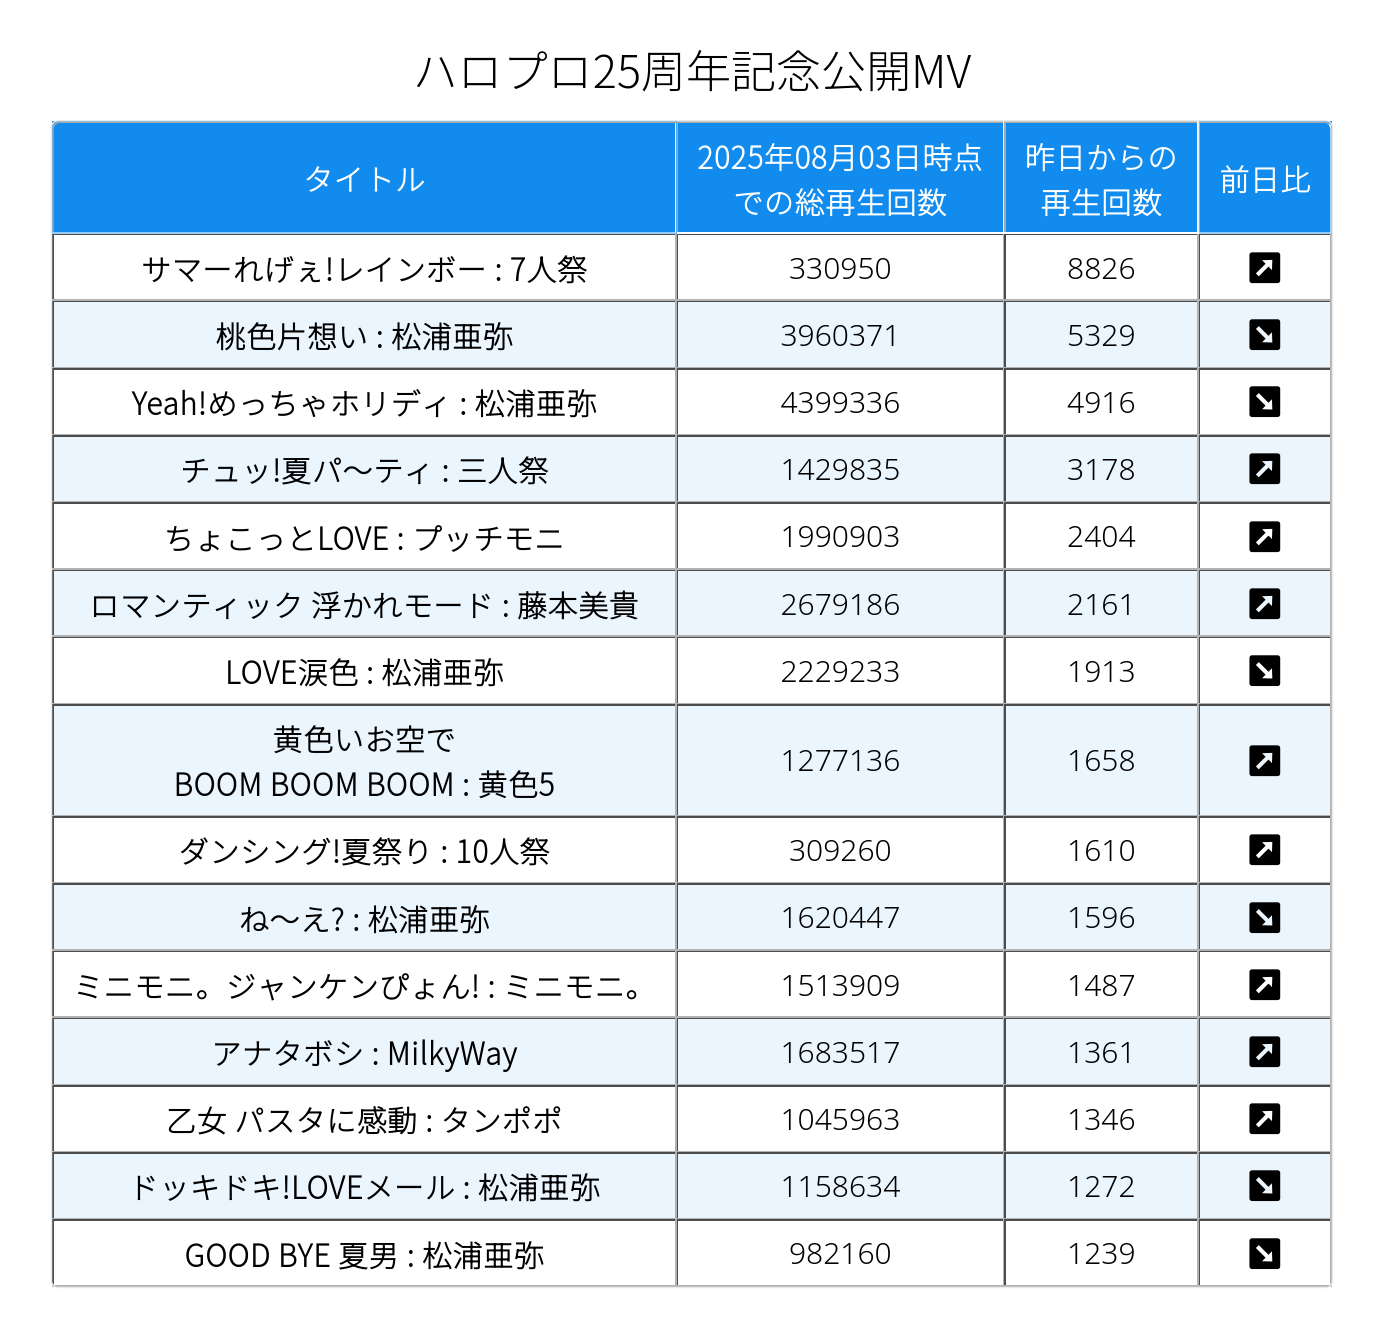 ハロプロ25周年記念公開MV
タイトル
2025年08月03日時点
での総再生回数
昨日からの
再生回数
前日比
サマーれげぇ!レインボー : 7人祭 330950 8826 ↗
桃色片想い : 松浦亜弥 3960371 5329 ↘
Yeah!めっちゃホリディ : 松浦亜弥 4399336 4916 ↘
チュッ!夏パ〜ティ : 三人祭 1429835 3178 ↗
ちょこっとLOVE : プッチモニ 1990903 2404 ↗
ロマンティック 浮かれモード : 藤本美貴 2679186 2161 ↗
LOVE涙色 : 松浦亜弥 2229233 1913 ↘
黄色いお空で
BOOM BOOM BOOM : 黄色5 1277136 1658 ↗
ダンシング!夏祭り : 10人祭 309260 1610 ↗
ね〜え? : 松浦亜弥 1620447 1596 ↘
ミニモニ。ジャンケンぴょん! : ミニモニ。 1513909 1487 ↗
アナタボシ : MilkyWay 1683517 1361 ↗
乙女 パスタに感動 : タンポポ 1045963 1346 ↗
ドッキドキ!LOVEメール : 松浦亜弥 1158634 1272 ↘
GOOD BYE 夏男 : 松浦亜弥 982160 1239 ↘